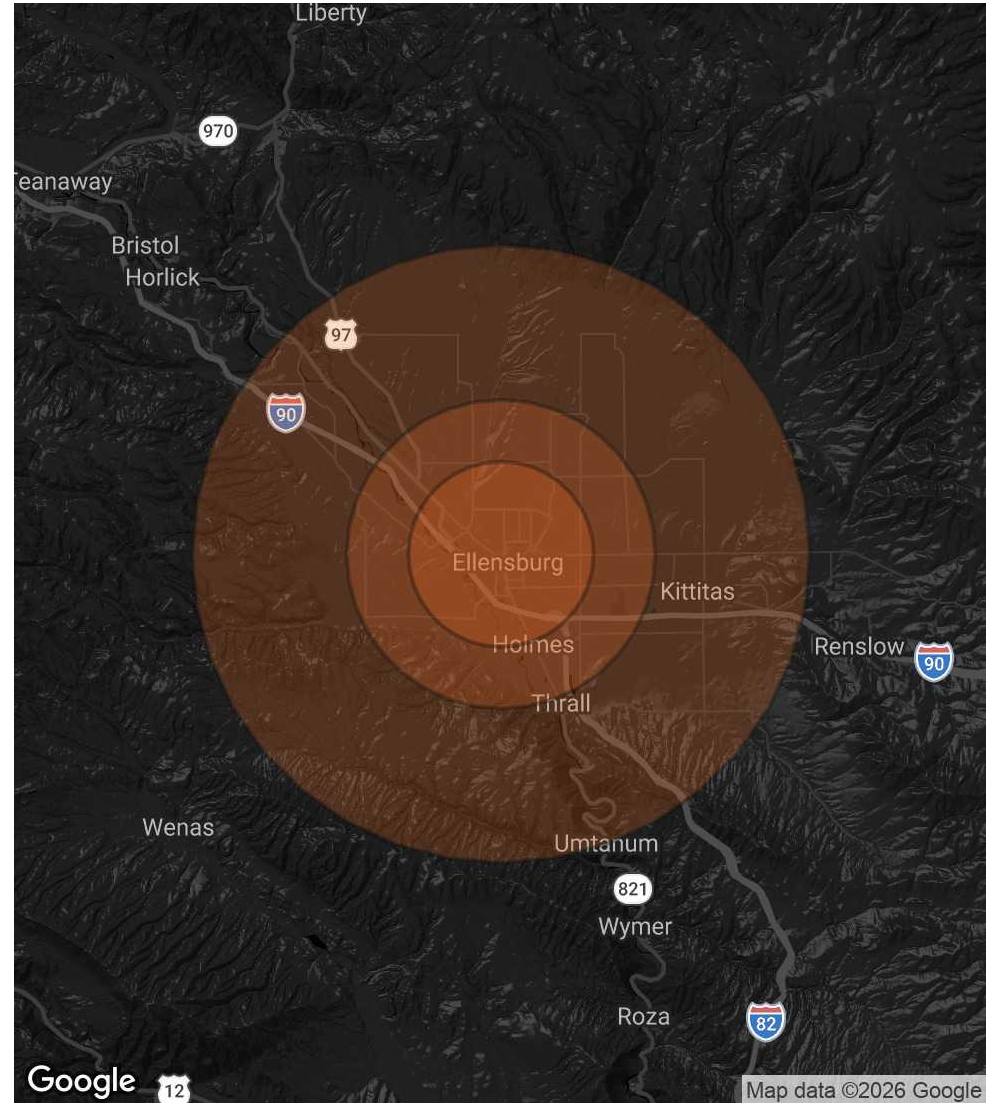 Liberty
970
Teanaway
Bristol
Horlick
97
90
Ellensburg
Kittitas
Holmes
Renslow
90
Thrall
Wenas
Umtanum
821
Wymer
Roza
82
Google
12
Map data ©2026 Google